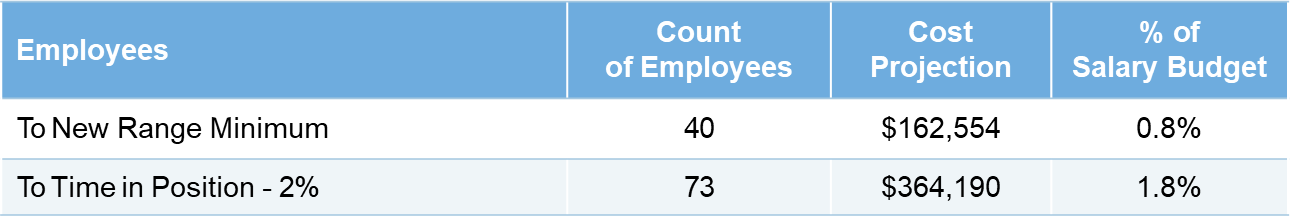 Employees Count of Employees Cost Projection % of Salary Budget
To New Range Minimum 40 $162,554 0.8%
To Time in Position - 2% 73 $364,190 1.8%